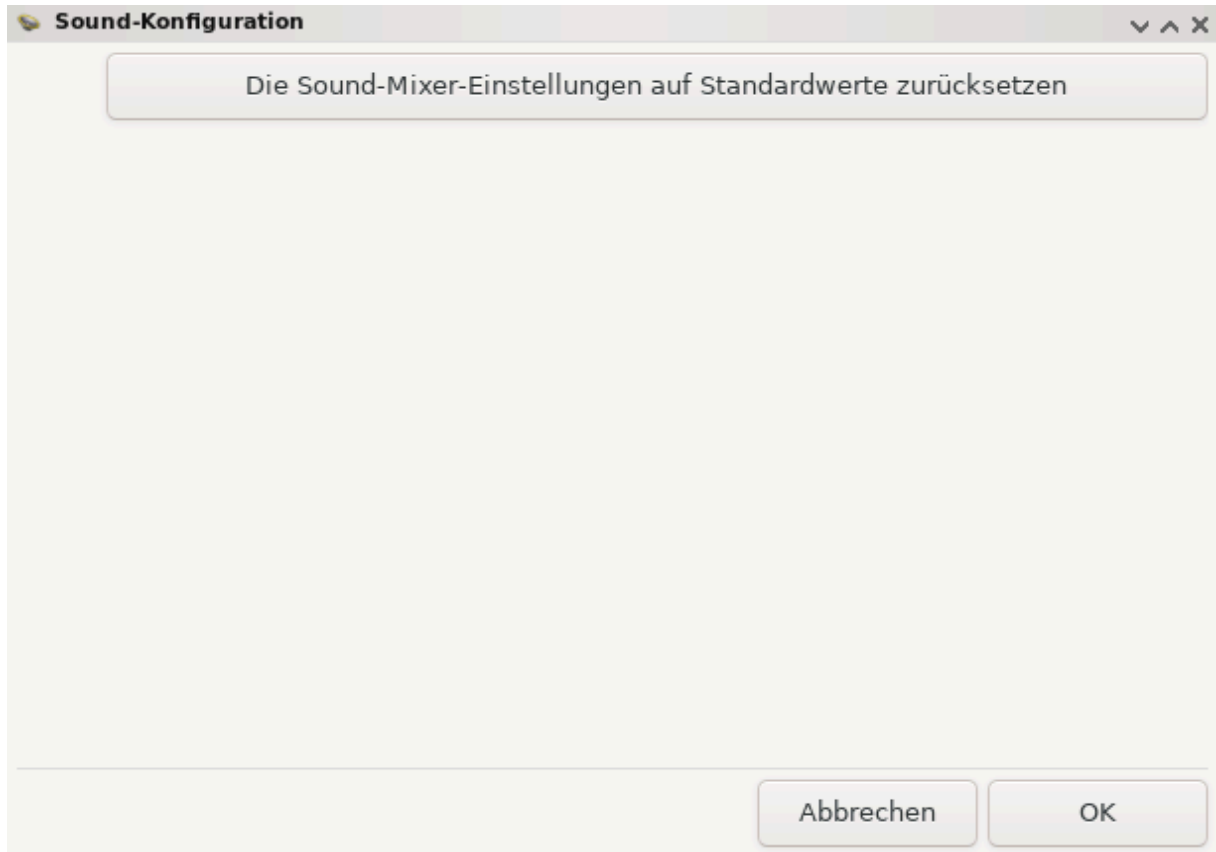 Sound-Konfiguration
Die Sound-Mixer-Einstellungen auf Standardwerte zurücksetzen
Abbrechen
OK